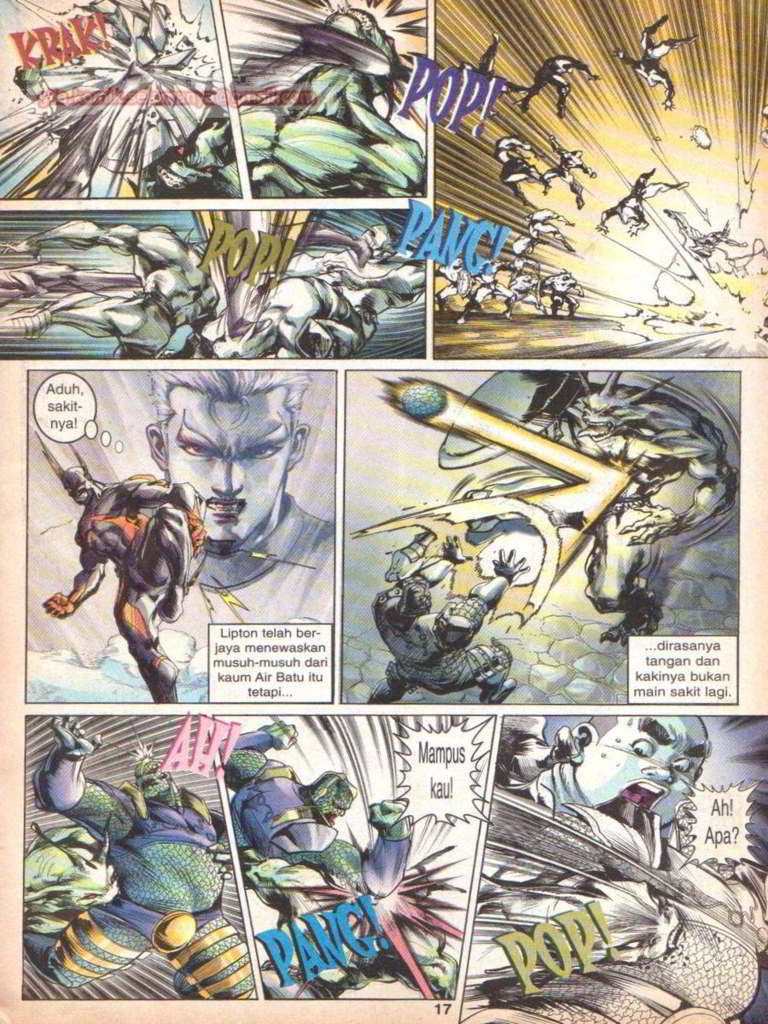 KRAK!
POP!
POP!
PANG!
Aduh,
sakit-
nya!
Lipton telah ber-
jaya menewaskan
musuh-musuh dari
kaum Air Batu itu
tetapi...
...dirasanya
tangan dan
kakinya bukan
main sakit lagi.
AH!
Mampus
kau!
PANG!
Ah!
Apa?
POP!
17